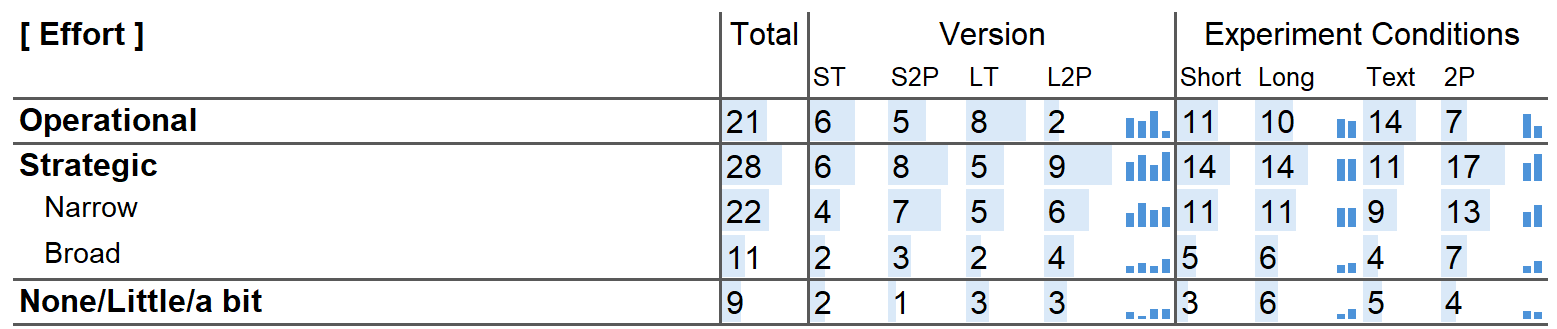 [ Effort ] Total Version Experiment Conditions
ST S2P LT L2P Short Long Text 2P
Operational 21 6 5 8 2 11 10 14 7
Strategic 28 6 8 5 9 14 14 11 17
Narrow 22 4 7 5 6 11 11 9 13
Broad 11 2 3 2 4 5 6 4 7
None/Little/a bit 9 2 1 3 3 3 6 5 4